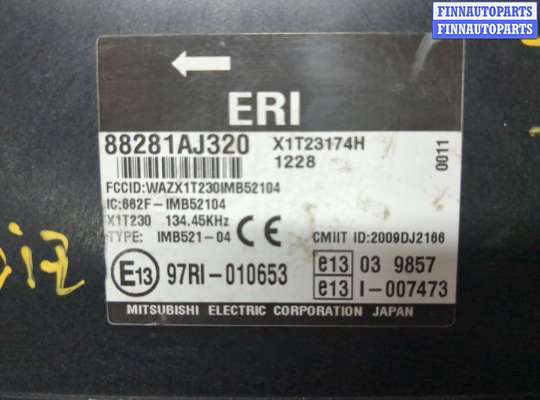 FINNAUTOPARTS
FINNAUTOPARTS
ERI
88281AJ320 X1T23174H
1228
0011
FCCID:WAZX1T230IMB52104
IC:662F-IMB52104
X1T230 134.45KHz
TYPE: IMB521-04 CE CMIIT ID:2009DJ2166
E13 97RI-010653 e13 03 9857
e13 I-007473
MITSUBISHI ELECTRIC CORPORATION JAPAN